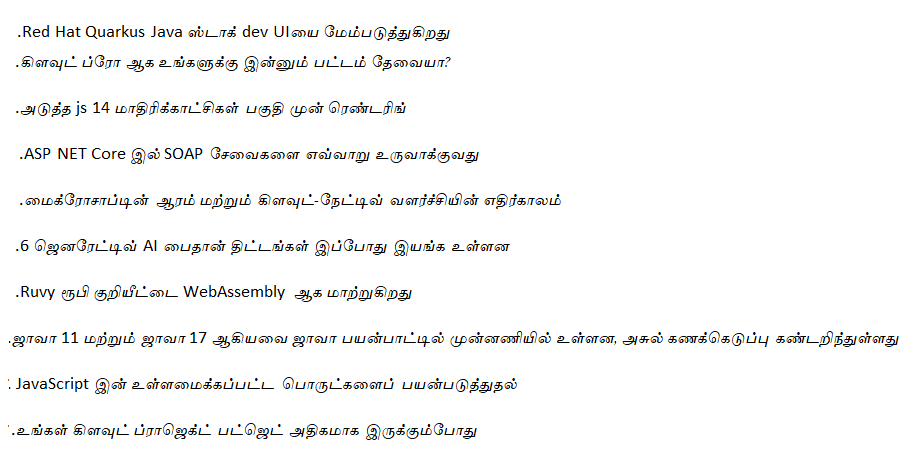 .Red Hat Quarkus Java ஸ்டாக் dev UIயை மேம்படுத்துகிறது
.கிளவுட் ப்ரோ ஆக உங்களுக்கு இன்னும் பட்டம் தேவையா?
.அடுத்த js 14 மாதிரிக்காட்சிகள் பகுதி முன் ரெண்டரிங்
.ASP NET Core இல் SOAP சேவைகளை எவ்வாறு உருவாக்குவது
.மைக்ரோசாப்டின் ஆரம் மற்றும் கிளவுட்-நேட்டிவ் வளர்ச்சியின் எதிர்காலம்
.6 ஜெனரேட்டிவ் AI பைதான் திட்டங்கள் இப்போது இயங்க உள்ளன
.Ruvy ரூபி குறியீட்டை WebAssembly ஆக மாற்றுகிறது
.ஜாவா 11 மற்றும் ஜாவா 17 ஆகியவை ஜாவா பயன்பாட்டில் முன்னணியில் உள்ளன, அசுல் கணக்கெடுப்பு கண்டறிந்துள்ளது
. JavaScript இன் உள்ளமைக்கப்பட்ட பொருட்களைப் பயன்படுத்துதல்
.உங்கள் கிளவுட் ப்ராஜெக்ட் பட்ஜெட் அதிகமாக இருக்கும்போது